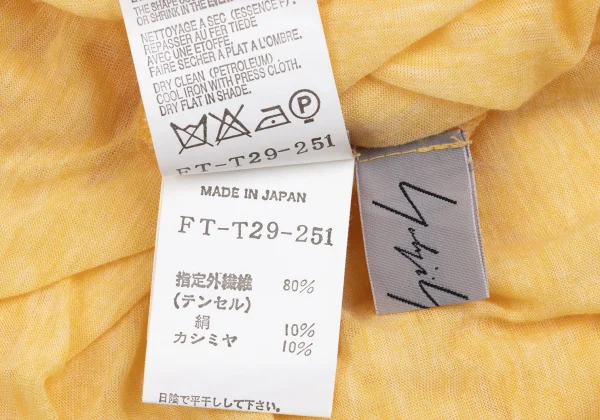 THE SHAPE
OR SHRINK IN THE EVEN
NETTOYAGE A SEC (ESSENCE F).
REPASSER AU FER TIEDE
AVEC UNE ETOFFE.
FAIRE SECHER A PLAT A L'OMBRE.
DRY CLEAN (PETROLEUM).
COOL IRON WITH PRESS CLOTH.
DRY FLAT IN SHADE.
P
FT-T29-251
MADE IN JAPAN
FT-T29-251
指定外繊維 80%
(テンセル)
絹 10%
カシミヤ 10%
日陰で平干しして下さい。